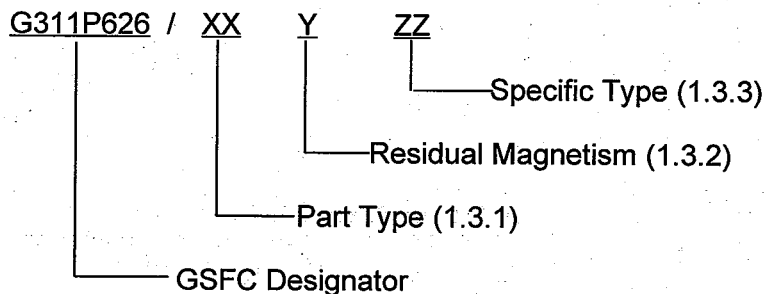 G311P626 / XX Y ZZ
Specific Type (1.3.3)
Residual Magnetism (1.3.2)
Part Type (1.3.1)
GSFC Designator